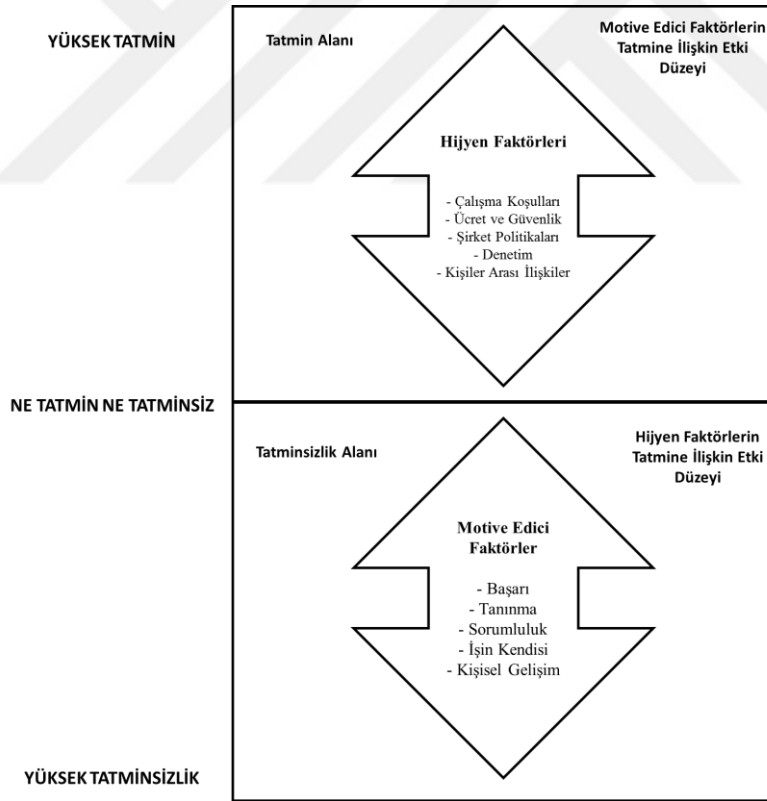 YÜKSEK TATMİN
Tatmin Alanı
Motive Edici Faktörlerin
Tatmine İlişkin Etki
Düzeyi
Hijyen Faktörleri
- Çalışma Koşulları
- Ücret ve Güvenlik
- Şirket Politikaları
- Denetim
- Kişiler Arası İlişkiler
NE TATMİN NE TATMİNSİZ
Tatminsizlik Alanı
Hijyen Faktörlerin
Tatmine İlişkin Etki
Düzeyi
Motive Edici
Faktörler
- Başarı
- Tanınma
- Sorumluluk
- İşin Kendisi
- Kişisel Gelişim
YÜKSEK TATMİNSİZLİK